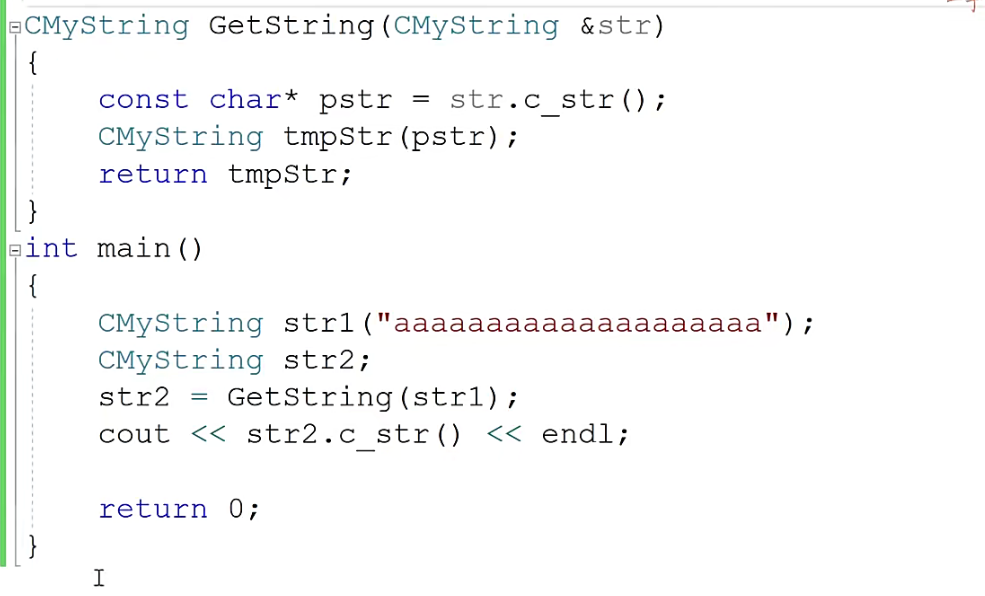 CMyString GetString(CMyString &str)
{
    const char* pstr = str.c_str();
    CMyString tmpStr(pstr);
    return tmpStr;
}
int main()
{
    CMyString str1("aaaaaaaaaaaaaaaaaaaa");
    CMyString str2;
    str2 = GetString(str1);
    cout << str2.c_str() << endl;
    return 0;
}